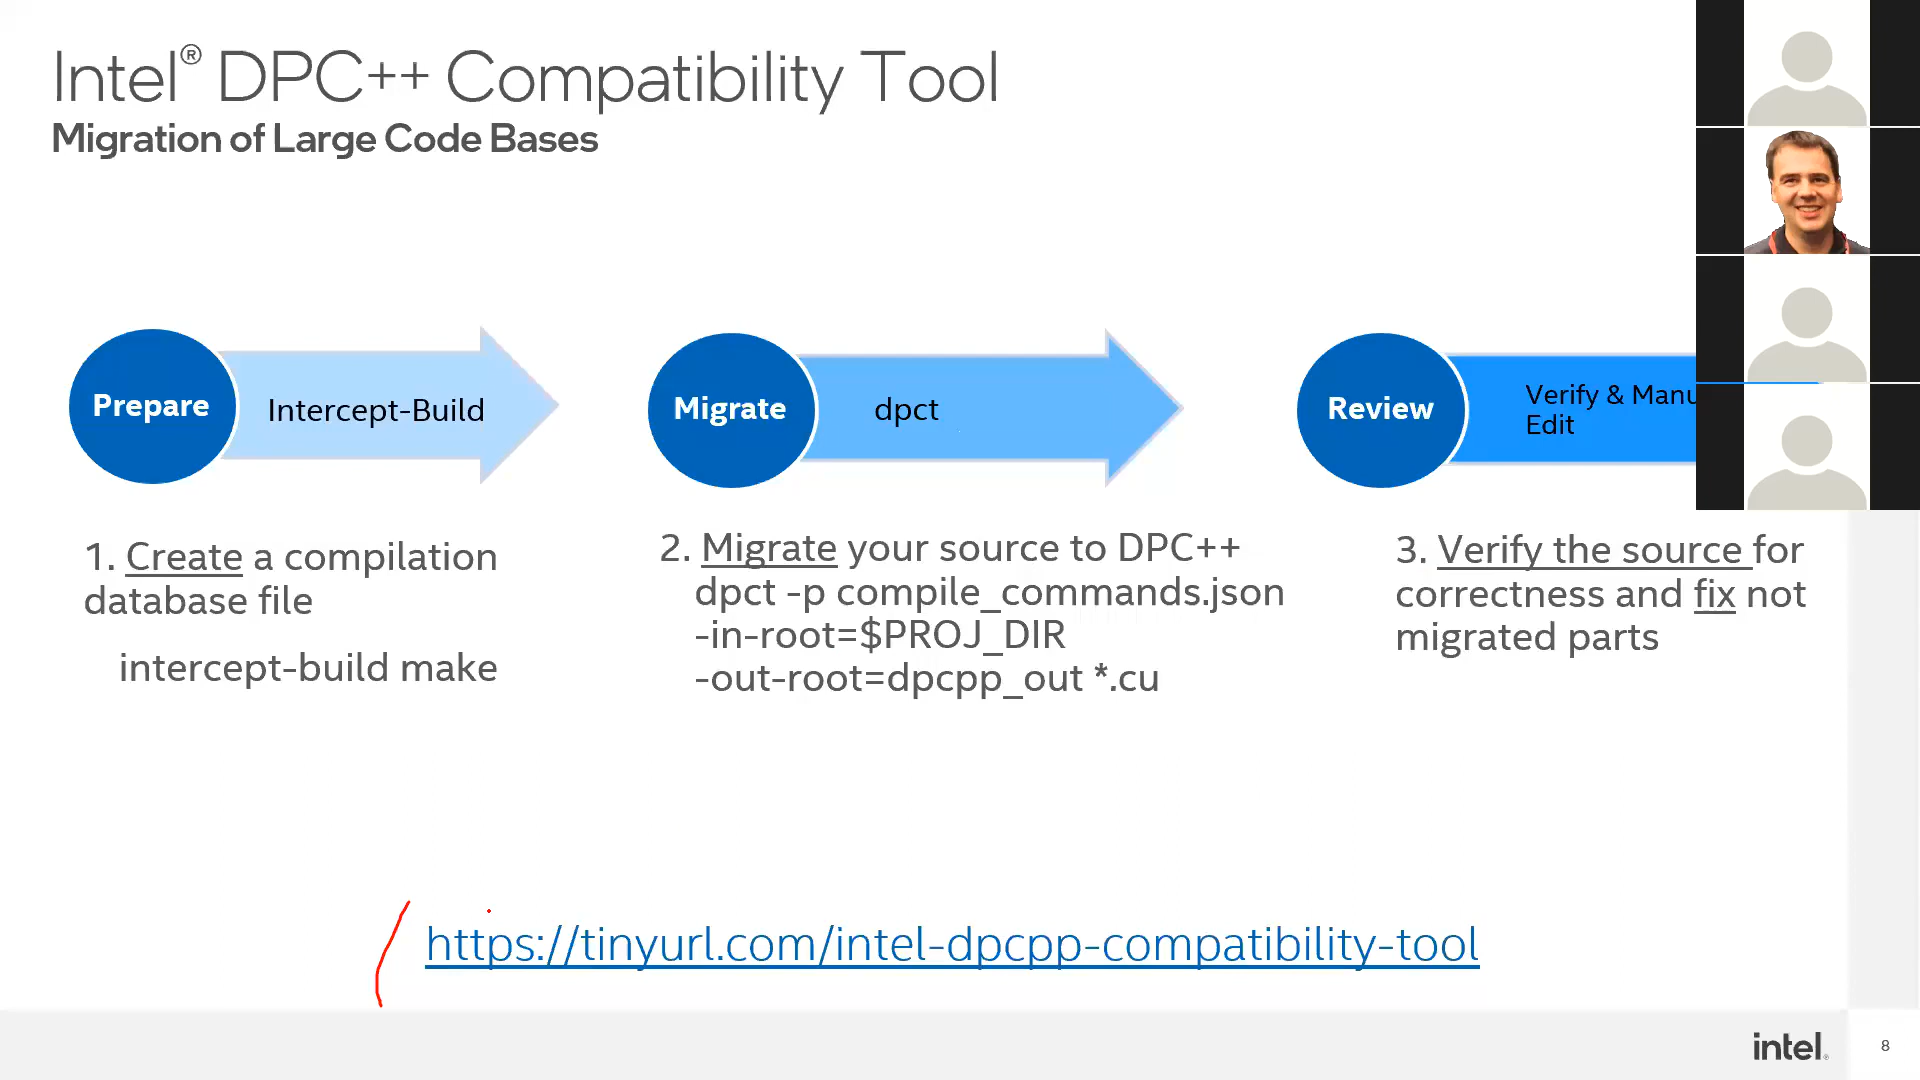 Intel® DPC++ Compatibility Tool
Migration of Large Code Bases
Prepare
Intercept-Build
Migrate
dpct
Review
Verify & Manu
Edit
1. Create a compilation
database file
intercept-build make
2. Migrate your source to DPC++
dpct -p compile_commands.json
-in-root=$PROJ_DIR
-out-root=dpcpp_out *.cu
3. Verify the source for
correctness and fix not
migrated parts
https://tinyurl.com/intel-dpcpp-compatibility-tool
intel.
8